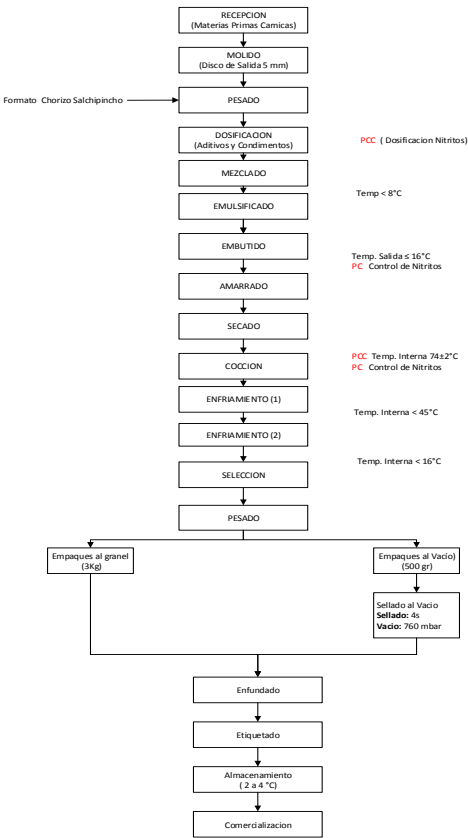 RECEPCION
(Materias Primas Carnicas)
MOLIDO
(Disco de Salida 5 mm)
Formato Chorizo Salchipincho
PESADO
DOSIFICACION
(Aditivos y Condimentos)
PCC ( Dosificacion Nitritos)
MEZCLADO
Temp < 8°C
EMULSIFICADO
EMBUTIDO
Temp. Salida ≤ 16°C
PC Control de Nitritos
AMARRADO
SECADO
COCCION
PCC Temp. Interna 74±2°C
PC Control de Nitritos
ENFRIAMIENTO (1)
Temp. Interna < 45°C
ENFRIAMIENTO (2)
Temp. Interna < 16°C
SELECCION
PESADO
Empaques al granel
(3Kg)
Empaques al Vacío)
(500 gr)
Sellado al Vacio
Sellado: 4s
Vacio: 760 mbar
Enfundado
Etiquetado
Almacenamiento
( 2 a 4 °C)
Comercializacion